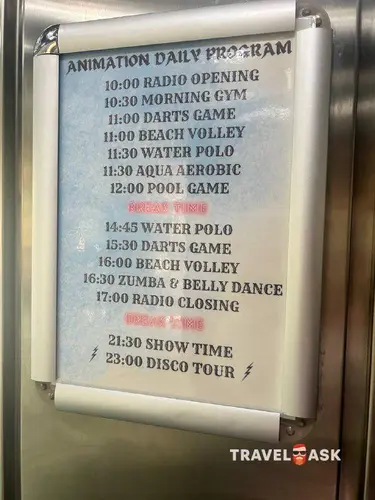 ANIMATION DAILY PROGRAM
10:00 RADIO OPENING
10:30 MORNING GYM
11:00 DARTS GAME
11:00 BEACH VOLLEY
11:30 WATER POLO
11:30 AQUA AEROBIC
12:00 POOL GAME
BREAK TIME
14:45 WATER POLO
15:30 DARTS GAME
16:00 BEACH VOLLEY
16:30 ZUMBA & BELLY DANCE
17:00 RADIO CLOSING
BREAK TIME
21:30 SHOW TIME
23:00 DISCO TOUR
TRAVEL ASK